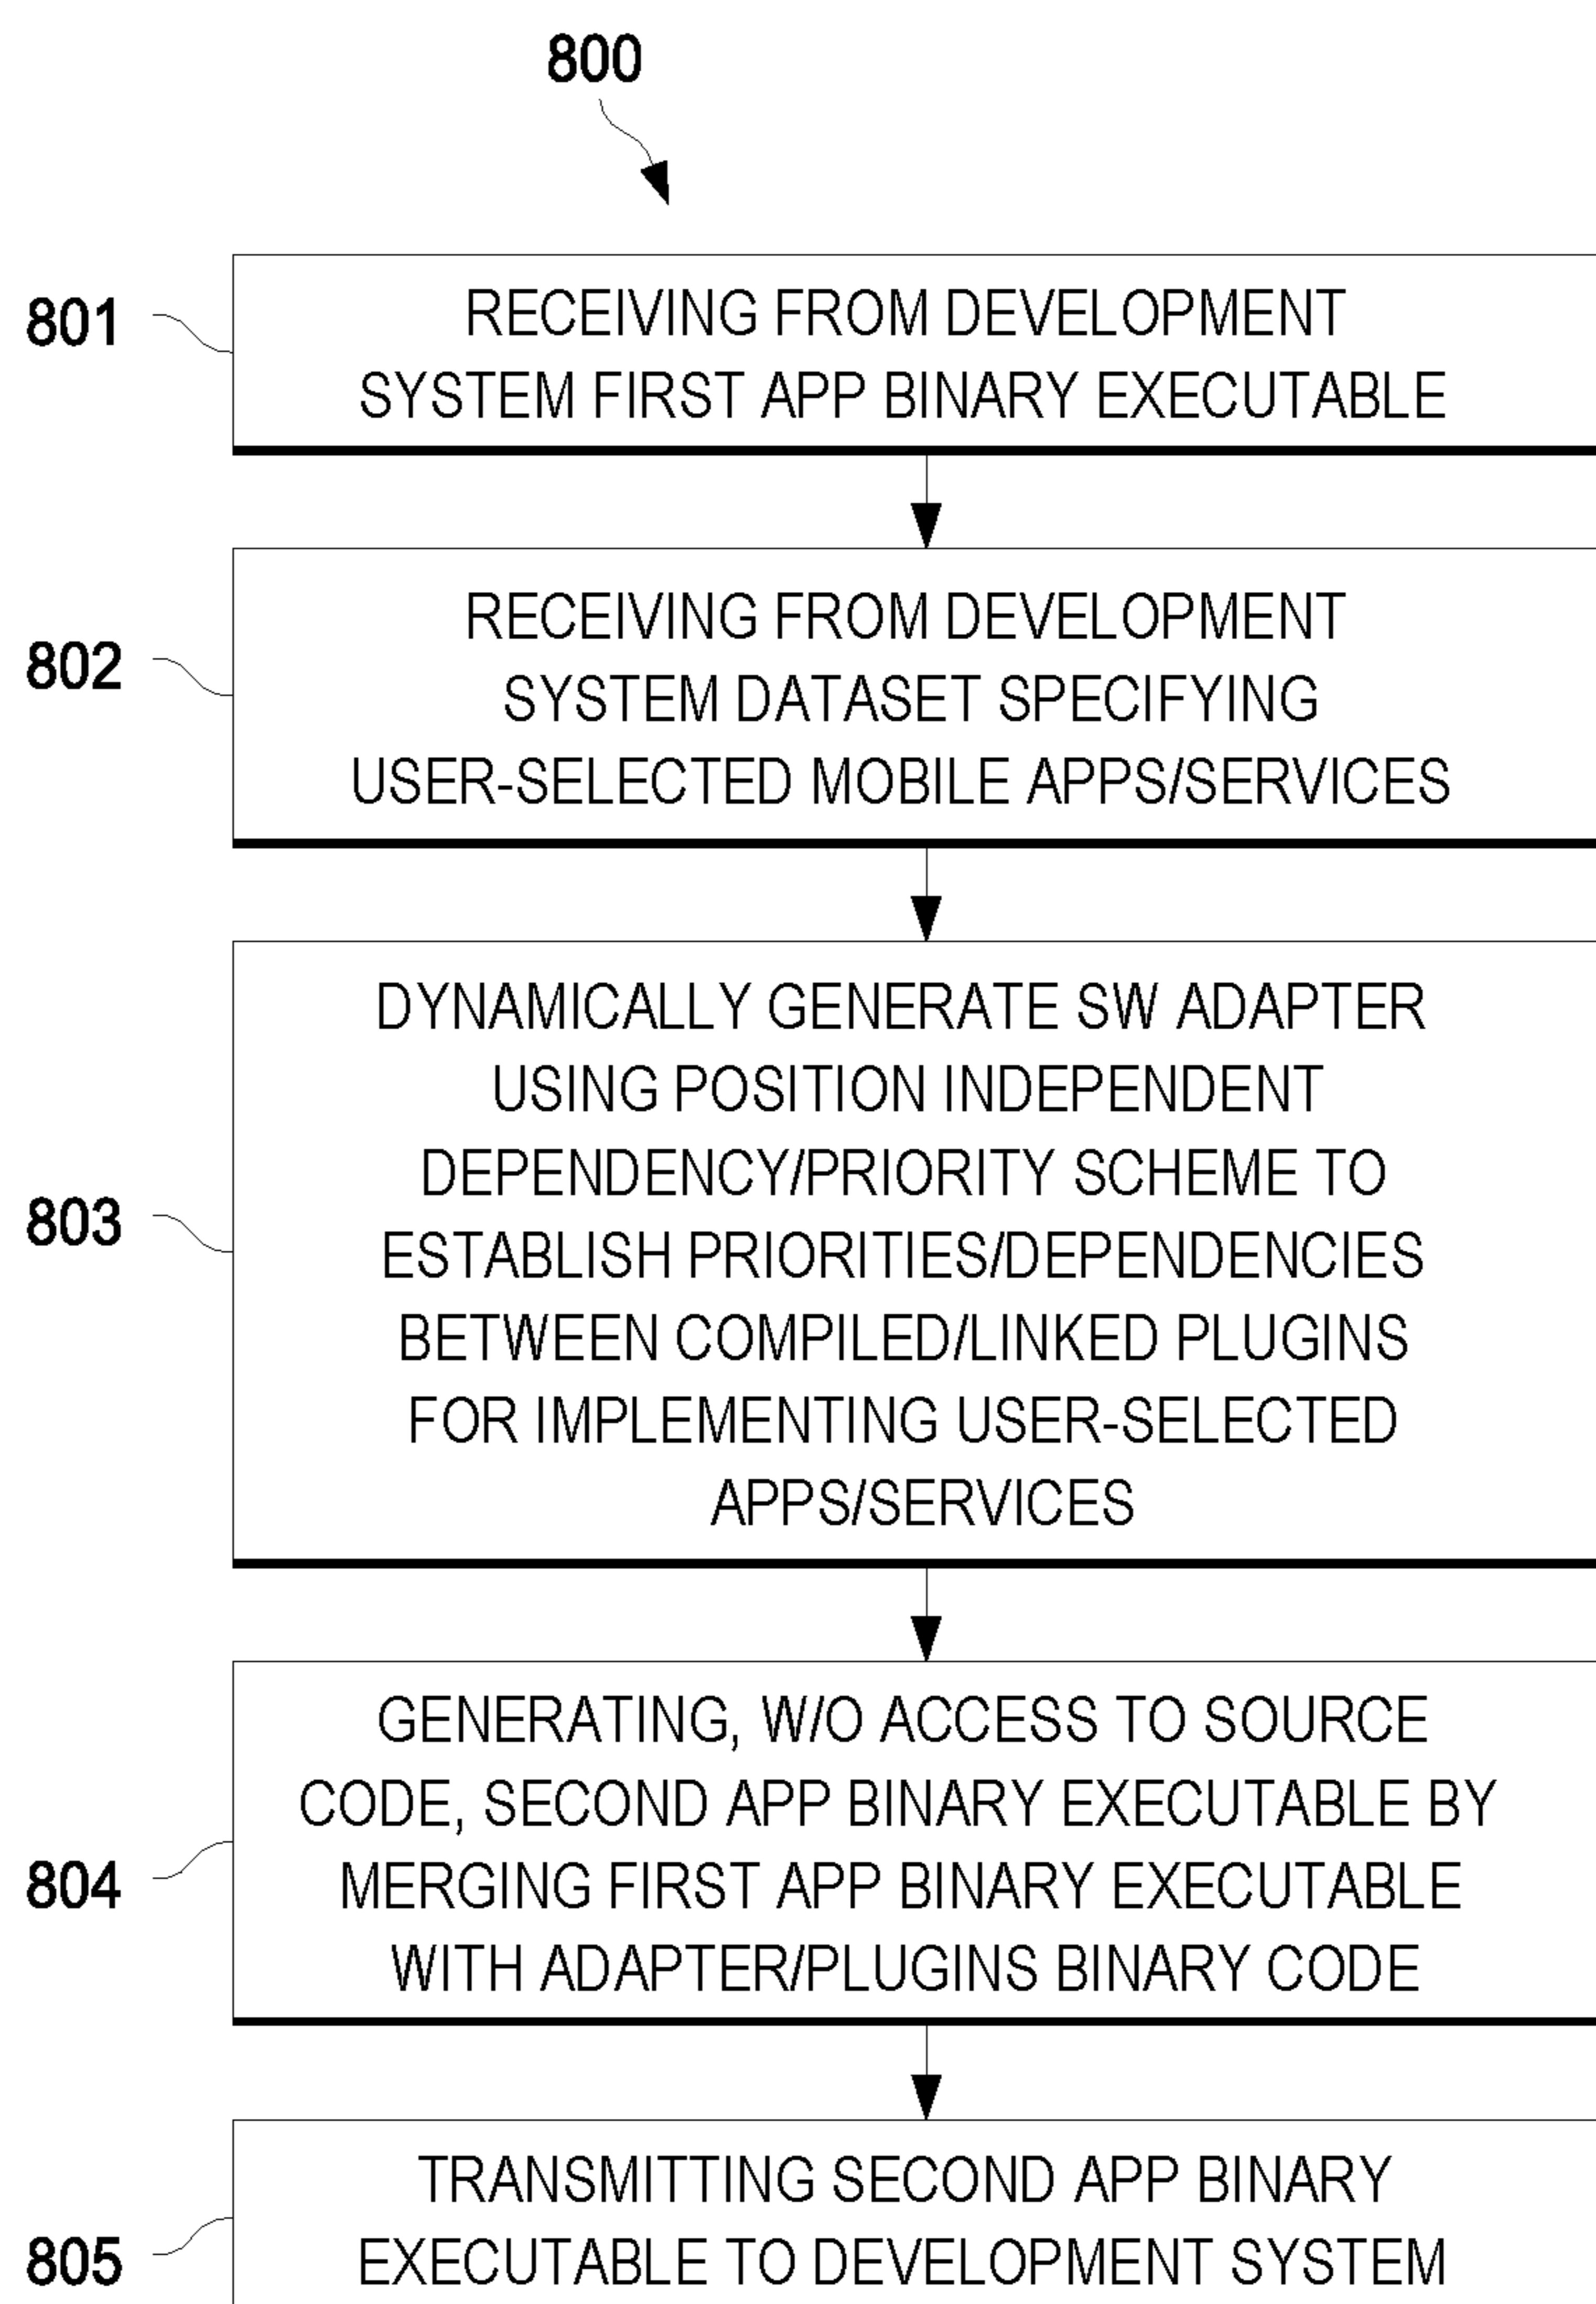 800
801
RECEIVING FROM DEVELOPMENT
SYSTEM FIRST APP BINARY EXECUTABLE
802
RECEIVING FROM DEVELOPMENT
SYSTEM DATASET SPECIFYING
USER-SELECTED MOBILE APPS/SERVICES
803
DYNAMICALLY GENERATE SW ADAPTER
USING POSITION INDEPENDENT
DEPENDENCY/PRIORITY SCHEME TO
ESTABLISH PRIORITIES/DEPENDENCIES
BETWEEN COMPILED/LINKED PLUGINS
FOR IMPLEMENTING USER-SELECTED
APPS/SERVICES
804
GENERATING, W/O ACCESS TO SOURCE
CODE, SECOND APP BINARY EXECUTABLE BY
MERGING FIRST APP BINARY EXECUTABLE
WITH ADAPTER/PLUGINS BINARY CODE
805
TRANSMITTING SECOND APP BINARY
EXECUTABLE TO DEVELOPMENT SYSTEM